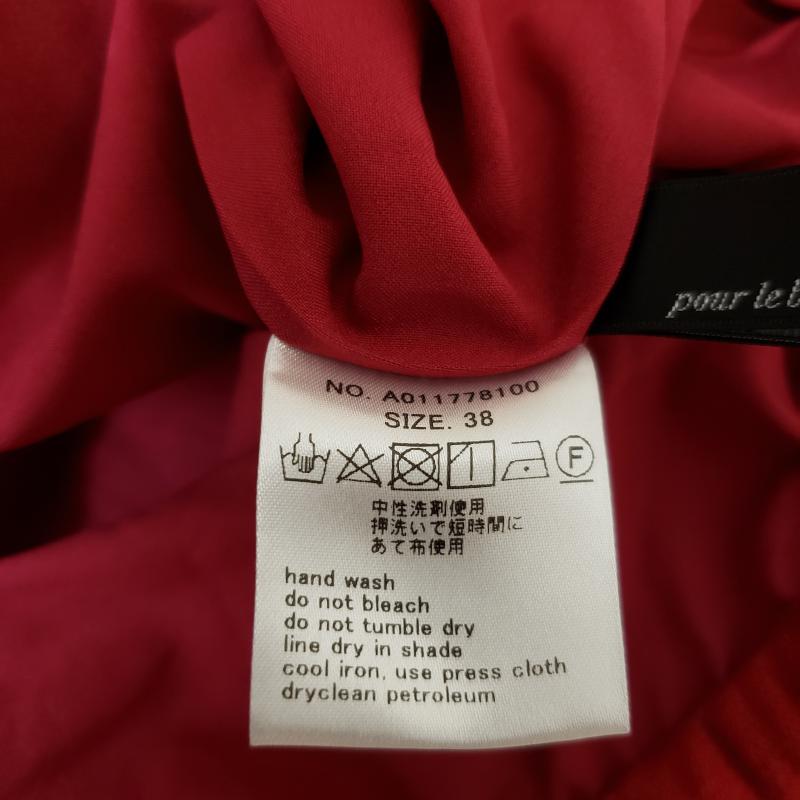 pour le
NO. A011778100
SIZE. 38
F
中性洗剤使用
押洗いで短時間に
あて布使用
hand wash
do not bleach
do not tumble dry
line dry in shade
cool iron, use press cloth
dryclean petroleum